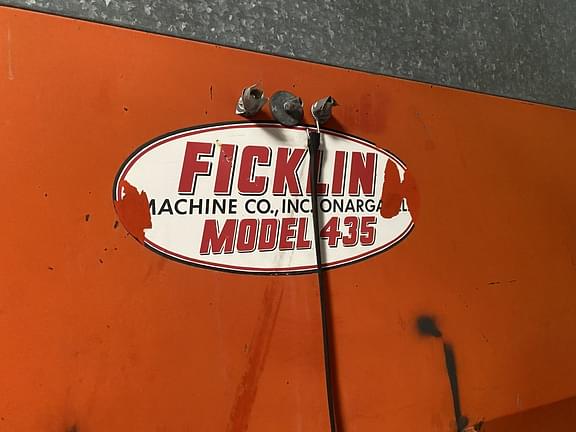 FICKLIN
MACHINE CO., INC. ONARGA
MODEL 435